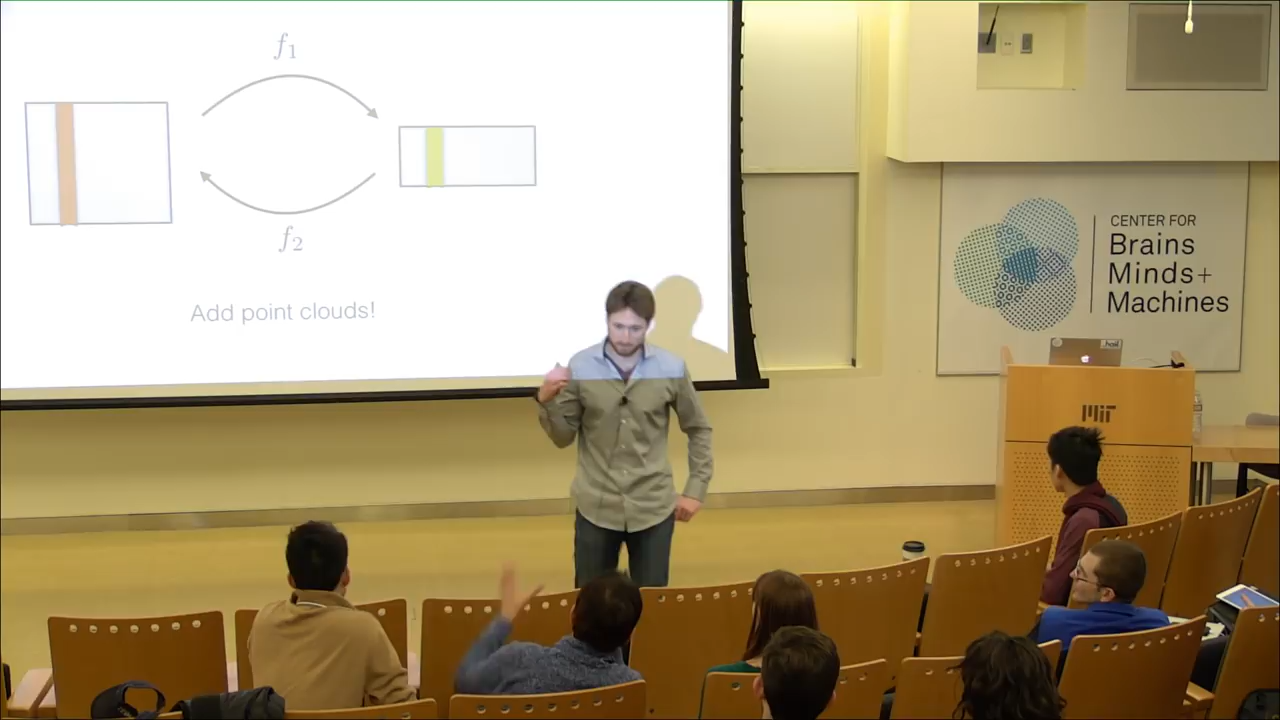 f₁
f₂
Add point clouds!
CENTER FOR
Brains
Minds+
Machines
MIT